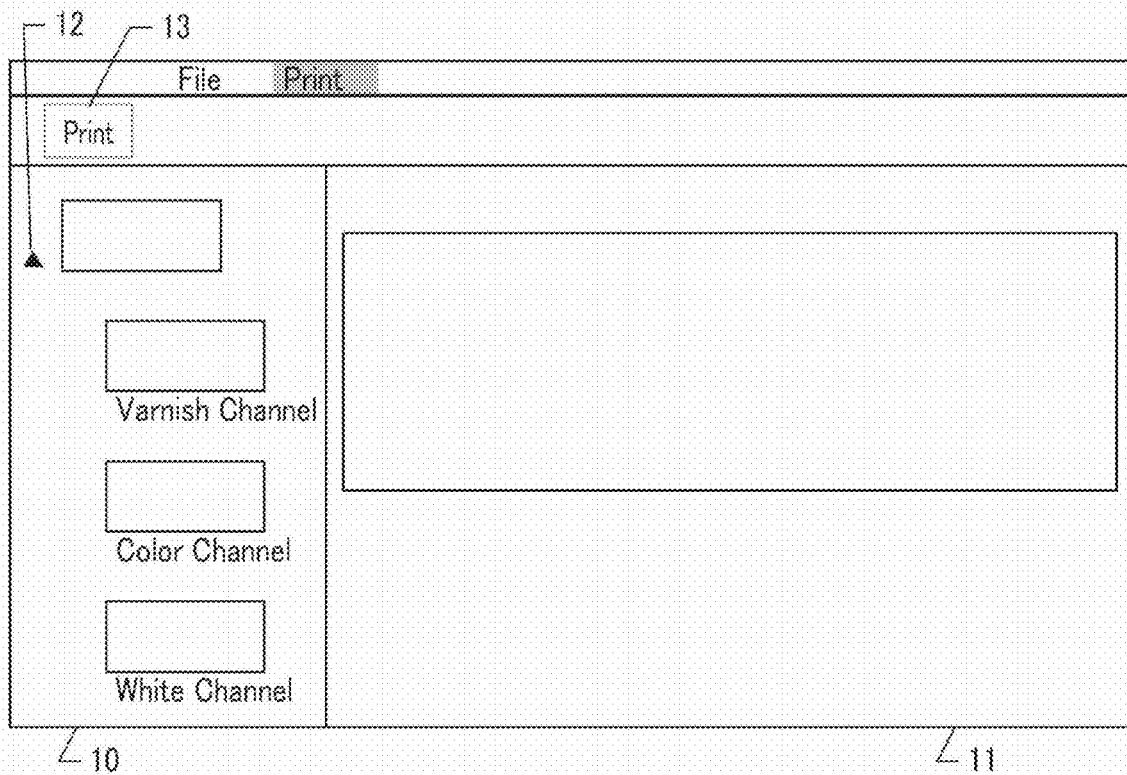 12 13
File Print
Print
Varnish Channel
Color Channel
White Channel
10 11